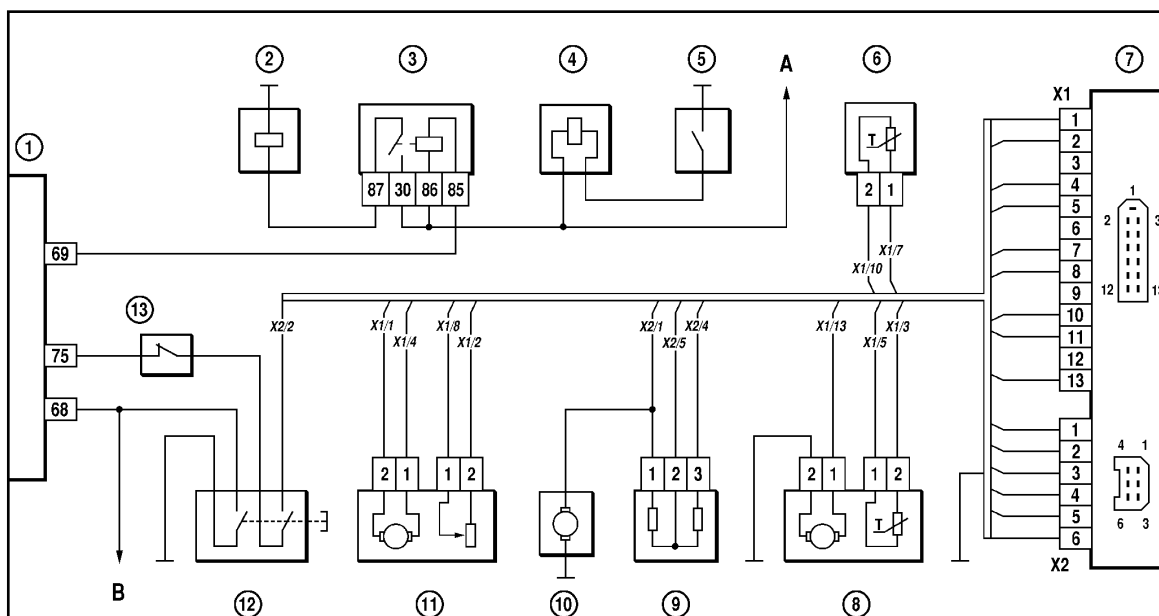 2 3 4 5 6 7
A
X1
1
1
2
3
4
5
6
7
8
9
10
11
12
13
1
2 3
12 13
87 30 86 85
2 1
69
X1/10 X1/7
13
X2/2 X1/1 X1/4 X1/8 X1/2 X2/1 X2/5 X2/4 X1/13 X1/5 X1/3
75
68
1
2
3
4
5
6
4 1
6 3
2 1 1 2
1 2 3
2 1 1 2
T
T
X2
B
12 11 10 9 8